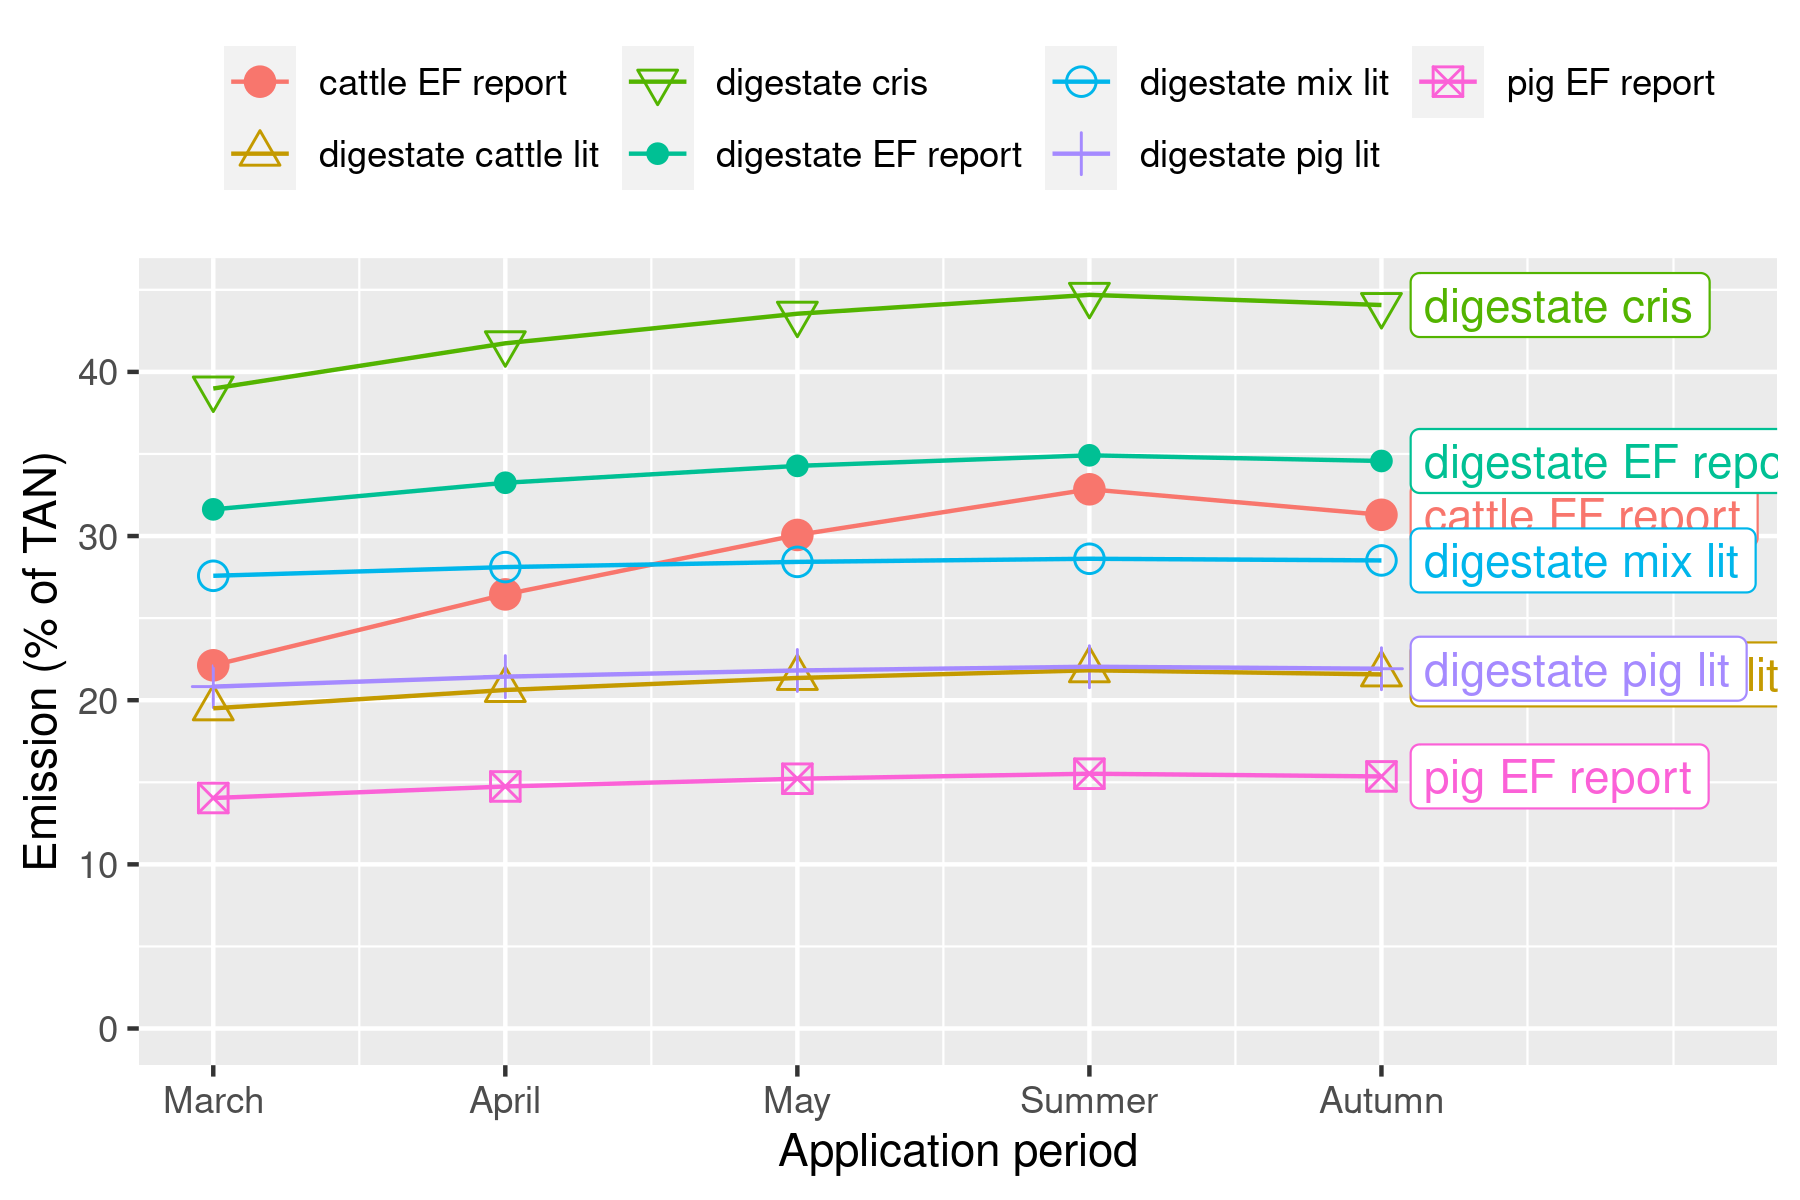 cattle EF report
digestate cris
digestate mix lit
pig EF report
digestate cattle lit
digestate EF report
digestate pig lit
Emission (% of TAN)
40
30
20
10
0
digestate cris
digestate EF repo
cattle EF report
digestate mix lit
digestate pig lit
lit
pig EF report
March
April
May
Summer
Autumn
Application period